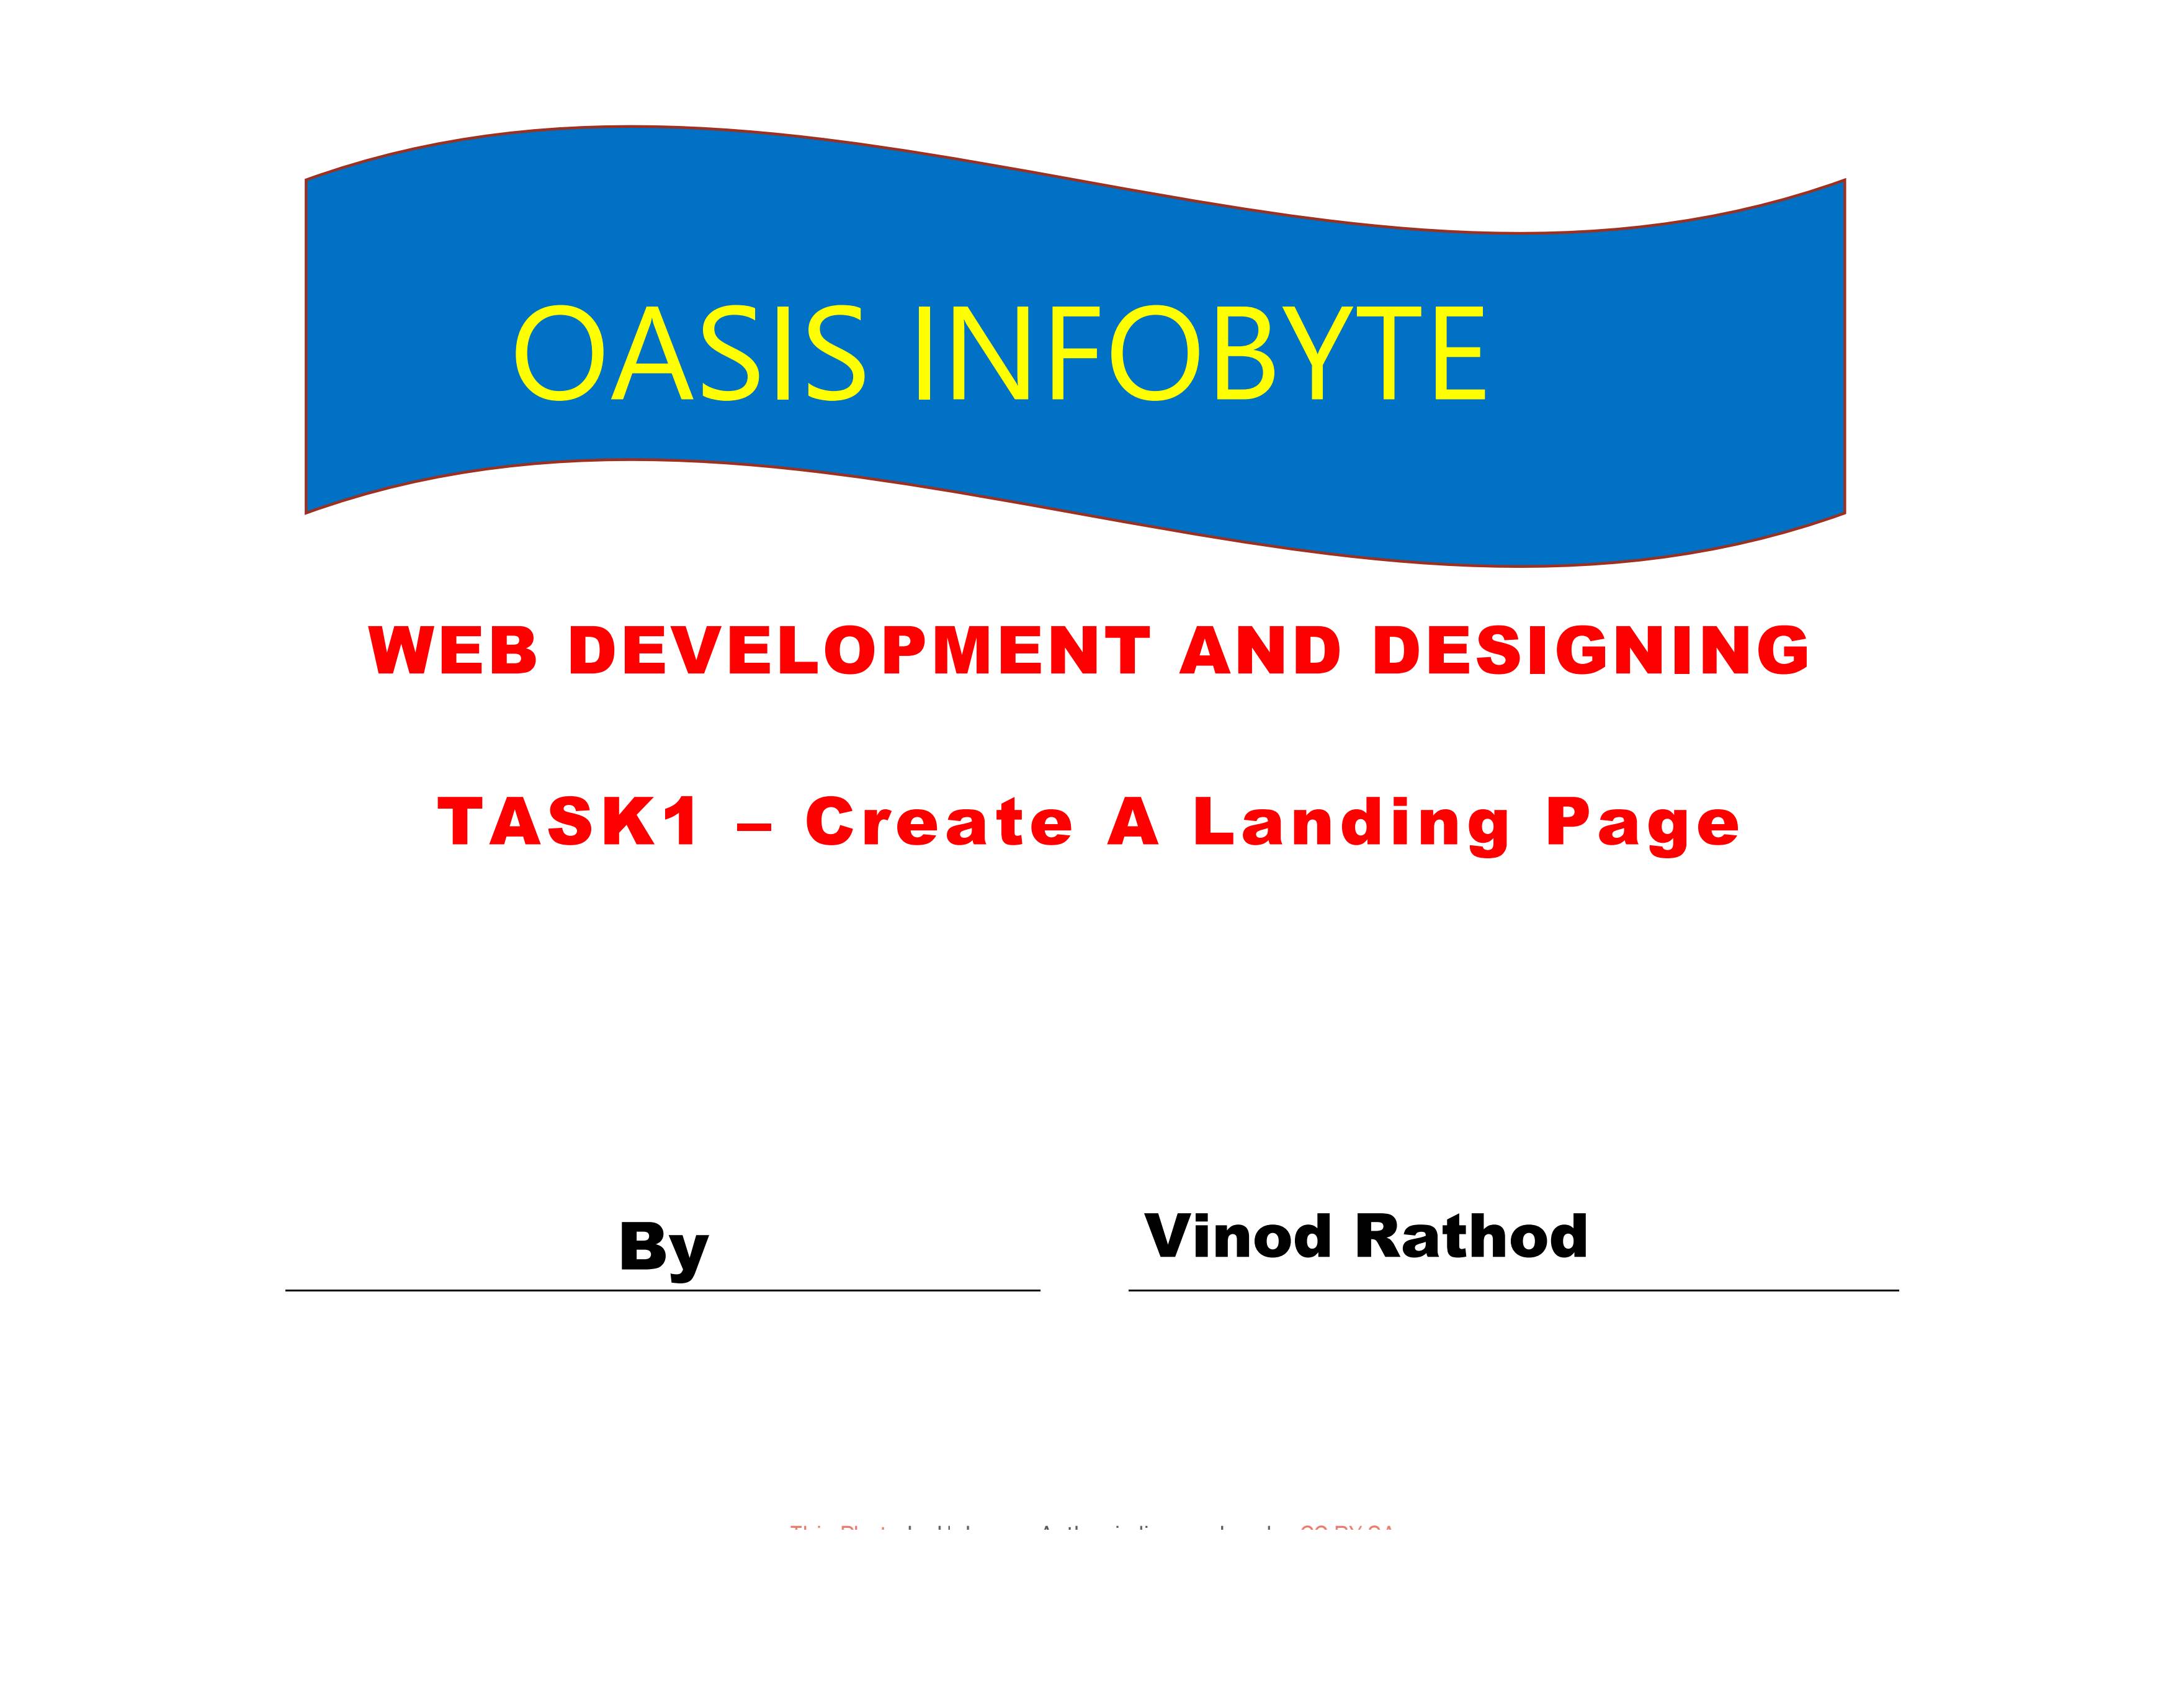 OASIS INFOBYTE
WEB DEVELOPMENT AND DESIGNING
TASK1 – Create A Landing Page
By
Vinod Rathod